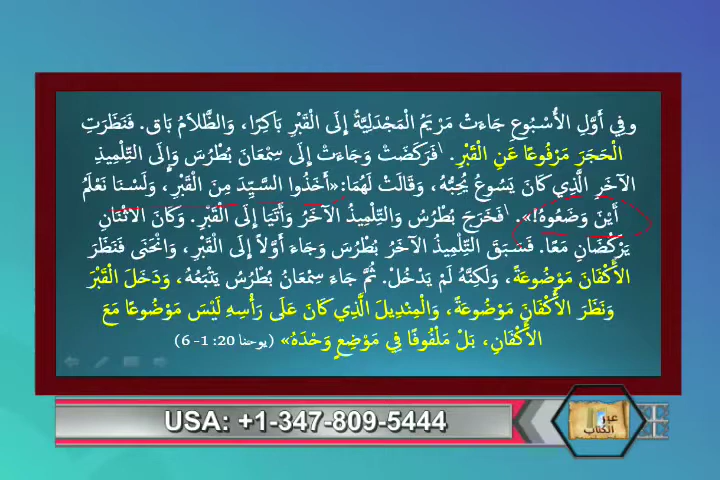 وَفِي أَوَّلِ الأُسْبُوعِ جَاءَتْ مَرْيَمُ الْمَجْدَلِيَّةُ إِلَى الْقَبْرِ بَاكِرًا، وَالظَّلاَمُ بَاقٍ. فَنَظَرَتِ
الْحَجَرَ مَرْفُوعًا عَنِ الْقَبْرِ. ١فَرَكَضَتْ وَجَاءَتْ إِلَى سِمْعَانَ بُطْرُسَ وَإِلَى التِّلْمِيذِ
الآخَرِ الَّذِي كَانَ يَسُوعُ يُحِبُّهُ، وَقَالَتْ لَهُمَا:«أَخَذُوا السَّيِّدَ مِنَ الْقَبْرِ، وَلَسْنَا نَعْلَمُ
أَيْنَ وَضَعُوهُ!». ١فَخَرَجَ بُطْرُسُ وَالتِّلْمِيذُ الآخَرُ وَأَتَيَا إِلَى الْقَبْرِ. وَكَانَ الاثْنَانِ
يَرْكُضَانِ مَعًا. فَسَبَقَ التِّلْمِيذُ الآخَرُ بُطْرُسَ وَجَاءَ أَوَّلاً إِلَى الْقَبْرِ، وَانْحَنَى فَنَظَرَ
الأَكْفَانَ مَوْضُوعَةً، وَلكِنَّهُ لَمْ يَدْخُلْ. ثُمَّ جَاءَ سِمْعَانُ بُطْرُسُ يَتْبَعُهُ، وَدَخَلَ الْقَبْرَ
وَنَظَرَ الأَكْفَانَ مَوْضُوعَةً، وَالْمِنْدِيلَ الَّذِي كَانَ عَلَى رَأْسِهِ لَيْسَ مَوْضُوعًا مَعَ
الأَكْفَانِ، بَلْ مَلْفُوفًا فِي مَوْضِعٍ وَحْدَهُ» (يوحنا 20: 1- 6)
USA: +1-347-809-5444
عبر
الكتاب